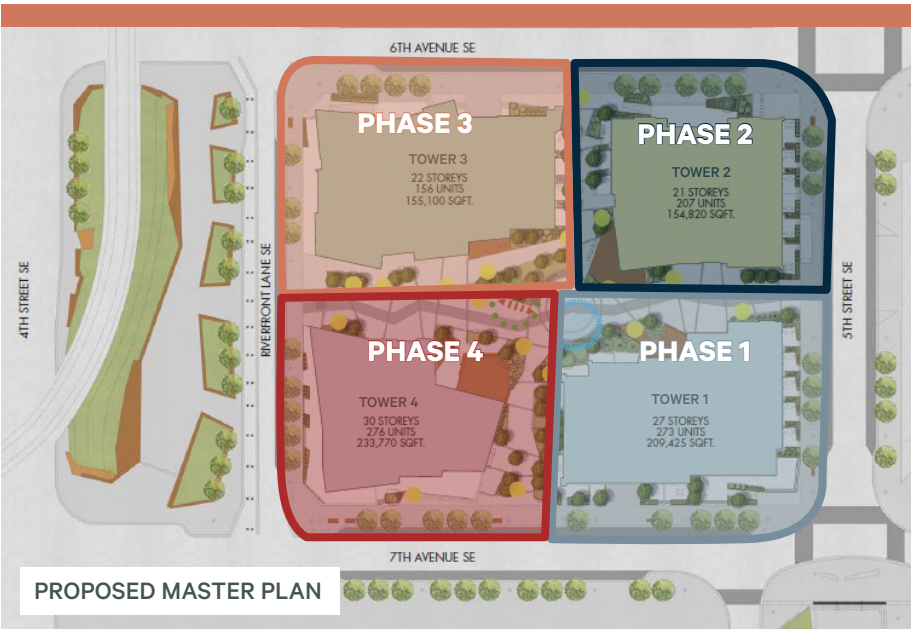 6TH AVENUE SE
PHASE 3
TOWER 3
22 STOREYS
156 UNITS
155,100 SQFT.
PHASE 2
TOWER 2
21 STOREYS
207 UNITS
154,820 SQFT.
4TH STREET SE
RIVERFRONT LANE SE
5TH STREET SE
PHASE 4
TOWER 4
30 STOREYS
276 UNITS
233,770 SQFT.
PHASE 1
TOWER 1
27 STOREYS
273 UNITS
209,425 SQFT.
7TH AVENUE SE
PROPOSED MASTER PLAN